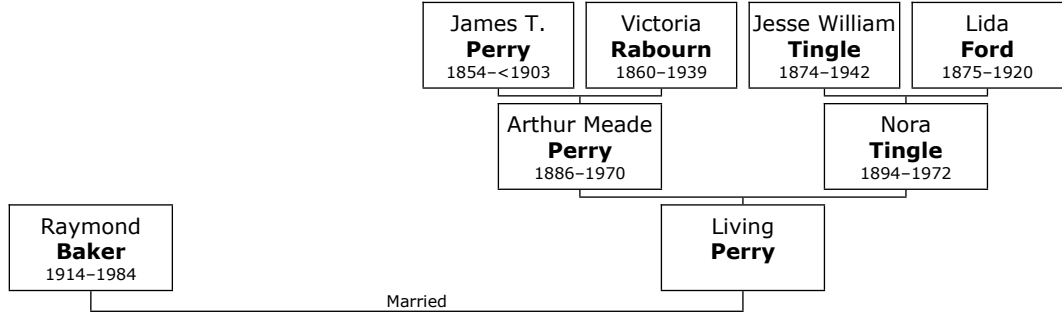 James T.
Perry
1854–<1903
Victoria
Rabourn
1860–1939
Jesse William
Tingle
1874–1942
Lida
Ford
1875–1920
Arthur Meade
Perry
1886–1970
Nora
Tingle
1894–1972
Raymond
Baker
1914–1984
Living
Perry
Married